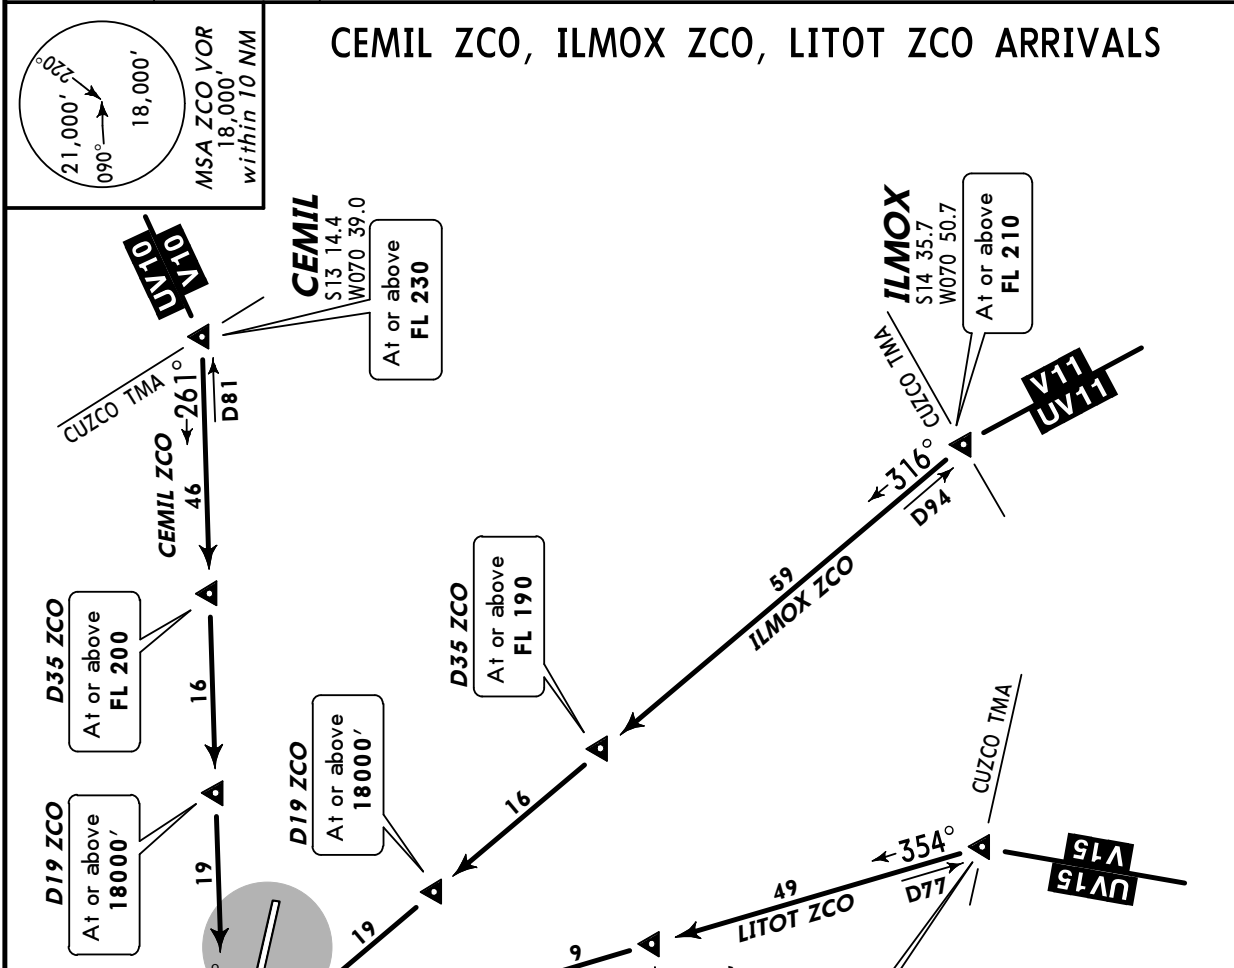 CEMIL ZCO, ILMOX ZCO, LITOT ZCO ARRIVALS
220°
21,000'
090°
18,000'
MSA ZCO VOR
18,000'
within 10 NM
UV10
V10
CEMIL
S13 14.4
W070 39.0
At or above
FL 230
CUZCO TMA
261°
D81
CEMIL ZCO
46
D35 ZCO
At or above
FL 200
16
D19 ZCO
At or above
18000'
19
ILMOX
S14 35.7
W070 50.7
At or above
FL 210
CUZCO TMA
V11
UV11
316°
D94
59
ILMOX ZCO
D35 ZCO
At or above
FL 190
16
D19 ZCO
At or above
18000'
19
CUZCO TMA
354°
D77
V15
UV15
49
LITOT ZCO
9